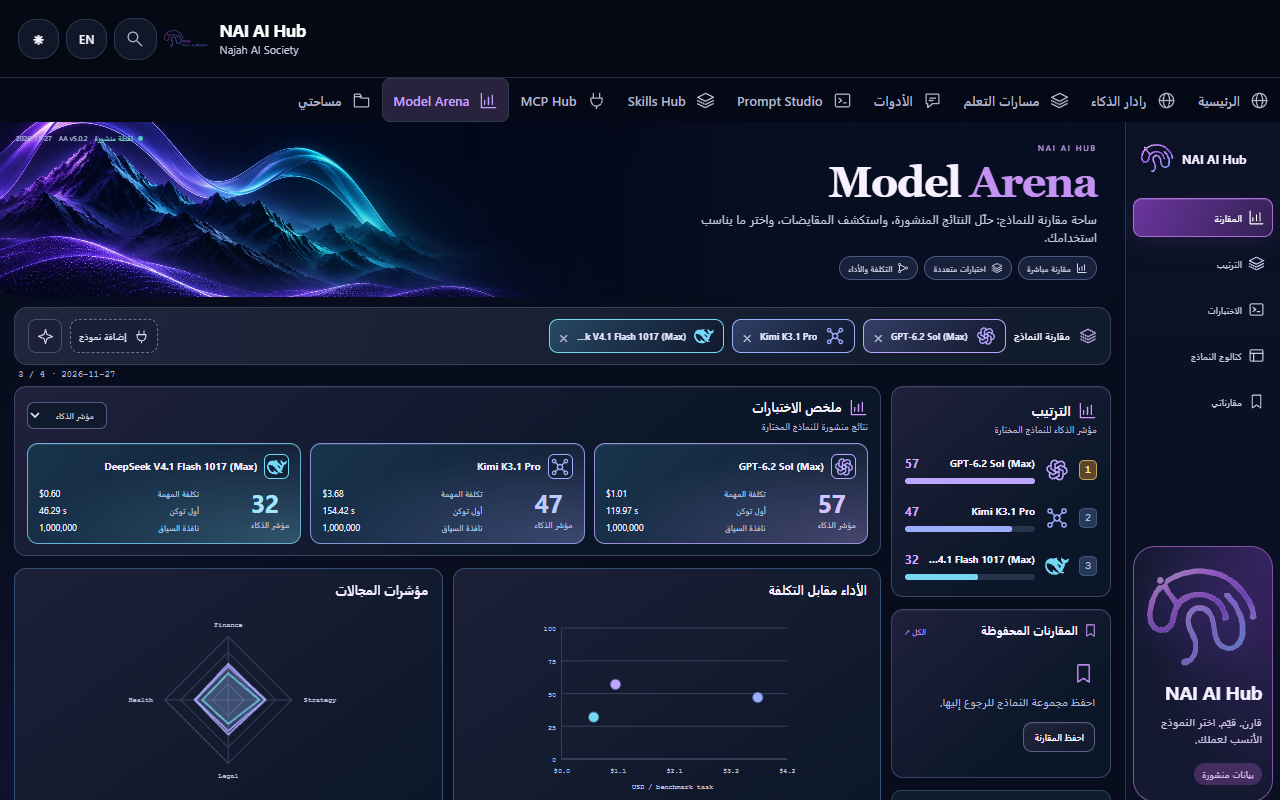 NAI AI Hub
Najah AI Society
EN
الرئيسية
رادار الذكاء
مسارات التعلم
الأدوات
Prompt Studio
Skills Hub
MCP Hub
Model Arena
مساحتي
NAI AI Hub
المقارنة
الترتيب
الاختبارات
كتالوج النماذج
مقارناتي
NAI AI Hub
قارن، قيّم، اختر النموذج
الأنسب لعملك.
بيانات منشورة
NAI AI HUB
Model Arena
ساحة مقارنة للنماذج: حلّل النتائج المنشورة، واستكشف المقايضات، واختر ما يناسب
استخدامك.
مقارنة مباشرة
اختبارات متعددة
التكلفة والأداء
لقطة منشورة
AA v5.0.2
مقارنة النماذج
GPT-6.2 Sol (Max) ×
Kimi K3.1 Pro ×
...k V4.1 Flash 1017 (Max) ×
إضافة نموذج
3 / 4 · 2026-11-27
الترتيب
مؤشر الذكاء للنماذج المختارة
1 GPT-6.2 Sol (Max) 57
2 Kimi K3.1 Pro 47
3 ...4.1 Flash 1017 (Max) 32
المقارنات المحفوظة
الكل ↗
احفظ مجموعة النماذج للرجوع إليها.
احفظ المقارنة
ملخص الاختبارات
نتائج منشورة للنماذج المختارة
مؤشر الذكاء
GPT-6.2 Sol (Max)
57
مؤشر الذكاء
تكلفة المهمة $1.01
أول توكن 119.97 s
نافذة السياق 1,000,000
Kimi K3.1 Pro
47
مؤشر الذكاء
تكلفة المهمة $3.68
أول توكن 154.42 s
نافذة السياق 1,000,000
DeepSeek V4.1 Flash 1017 (Max)
32
مؤشر الذكاء
تكلفة المهمة $0.60
أول توكن 46.29 s
نافذة السياق 1,000,000
الأداء مقابل التكلفة
100
75
50
25
0
$0.0 $1.1 $2.1 $3.2 $4.2
USD / benchmark task
مؤشرات المجالات
Finance
Strategy
Legal
Health